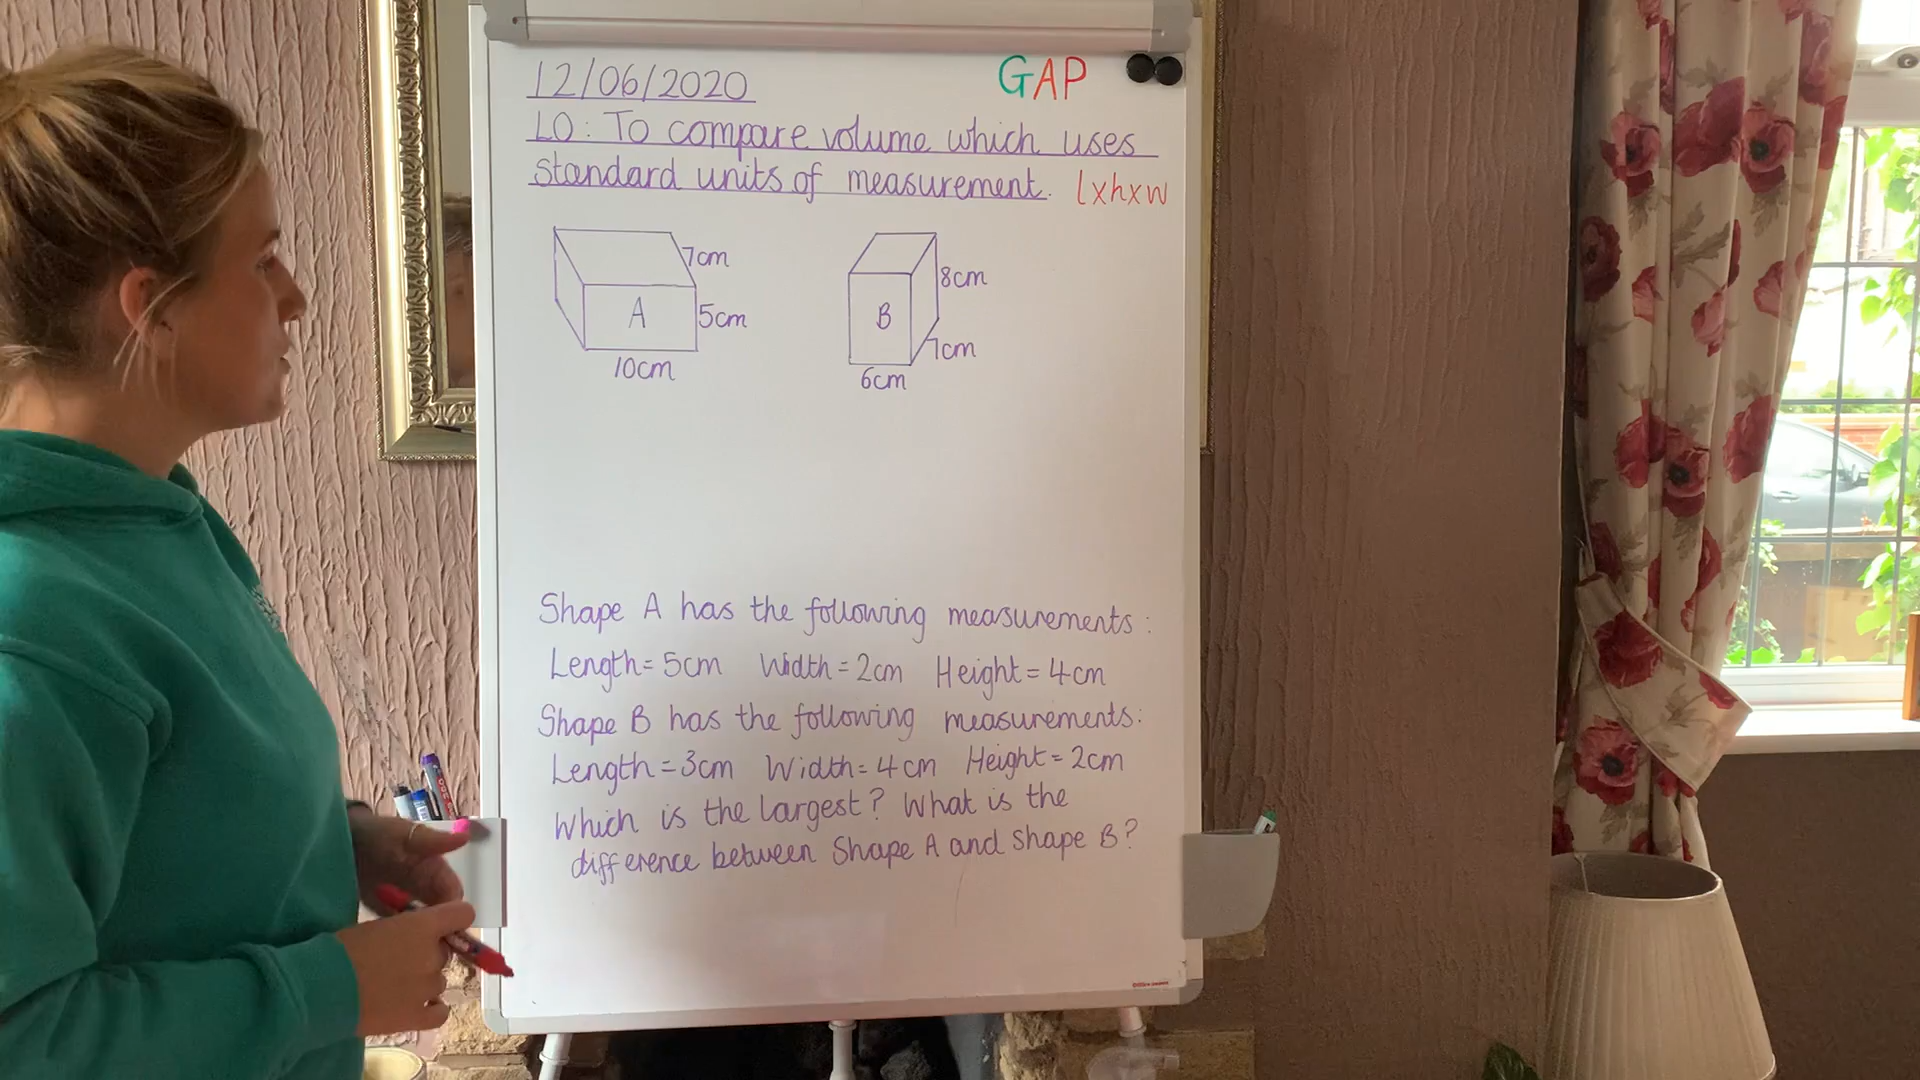 12/06/2020
GAP
LO: To compare volume which uses
standard units of measurement. lxhxw
7cm
A
5cm
10cm
8cm
B
7cm
6cm
Shape A has the following measurements:
Length=5cm Width=2cm Height=4cm
Shape B has the following measurements:
Length=3cm Width=4cm Height=2cm
Which is the largest? What is the
difference between Shape A and Shape B?